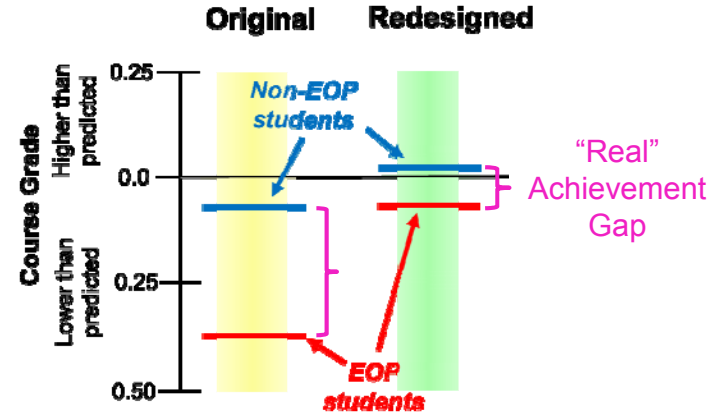 Original
Redesigned
Course Grade
Higher than
predicted
Lower than
predicted
0.25
0.0
0.25
0.50
Non-EOP
students
EOP
students
“Real”
Achievement
Gap